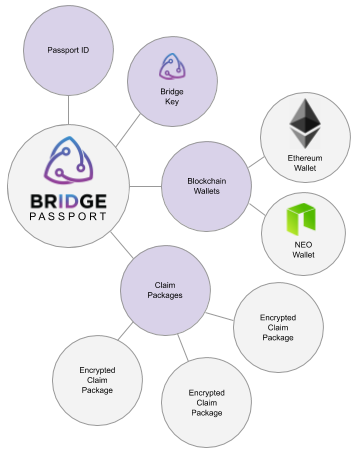 Passport ID
Bridge
Key
BRIDGE
PASSPORT
Blockchain
Wallets
Ethereum
Wallet
NEO
Wallet
Claim
Packages
Encrypted
Claim
Package
Encrypted
Claim
Package
Encrypted
Claim
Package